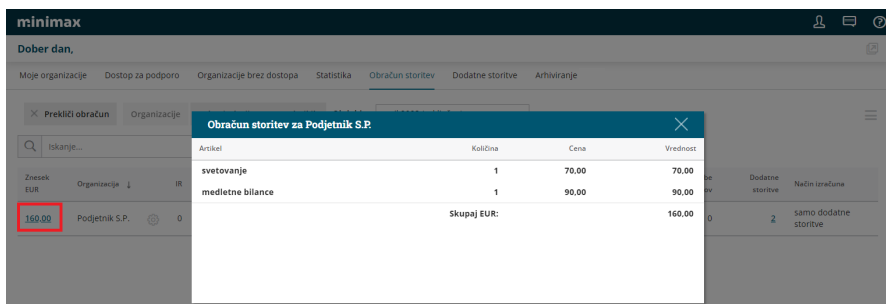 minimax
Dober dan,
Moje organizacije Dostop za podporo Organizacije brez dostopa Statistika Obračun storitev Dodatne storitve Arhiviranje
Prekliči obračun Organizacije
Iskanje...
Obračun storitev za Podjetnik S.P.
Artikel Količina Cena Vrednost
svetovanje 1 70,00 70,00
medletne bilance 1 90,00 90,00
Skupaj EUR: 160,00
Znesek EUR Organizacija ↓ IR Dodatne storitve Način izračuna
160,00 Podjetnik S.P. 0 0 2 samo dodatne storitve